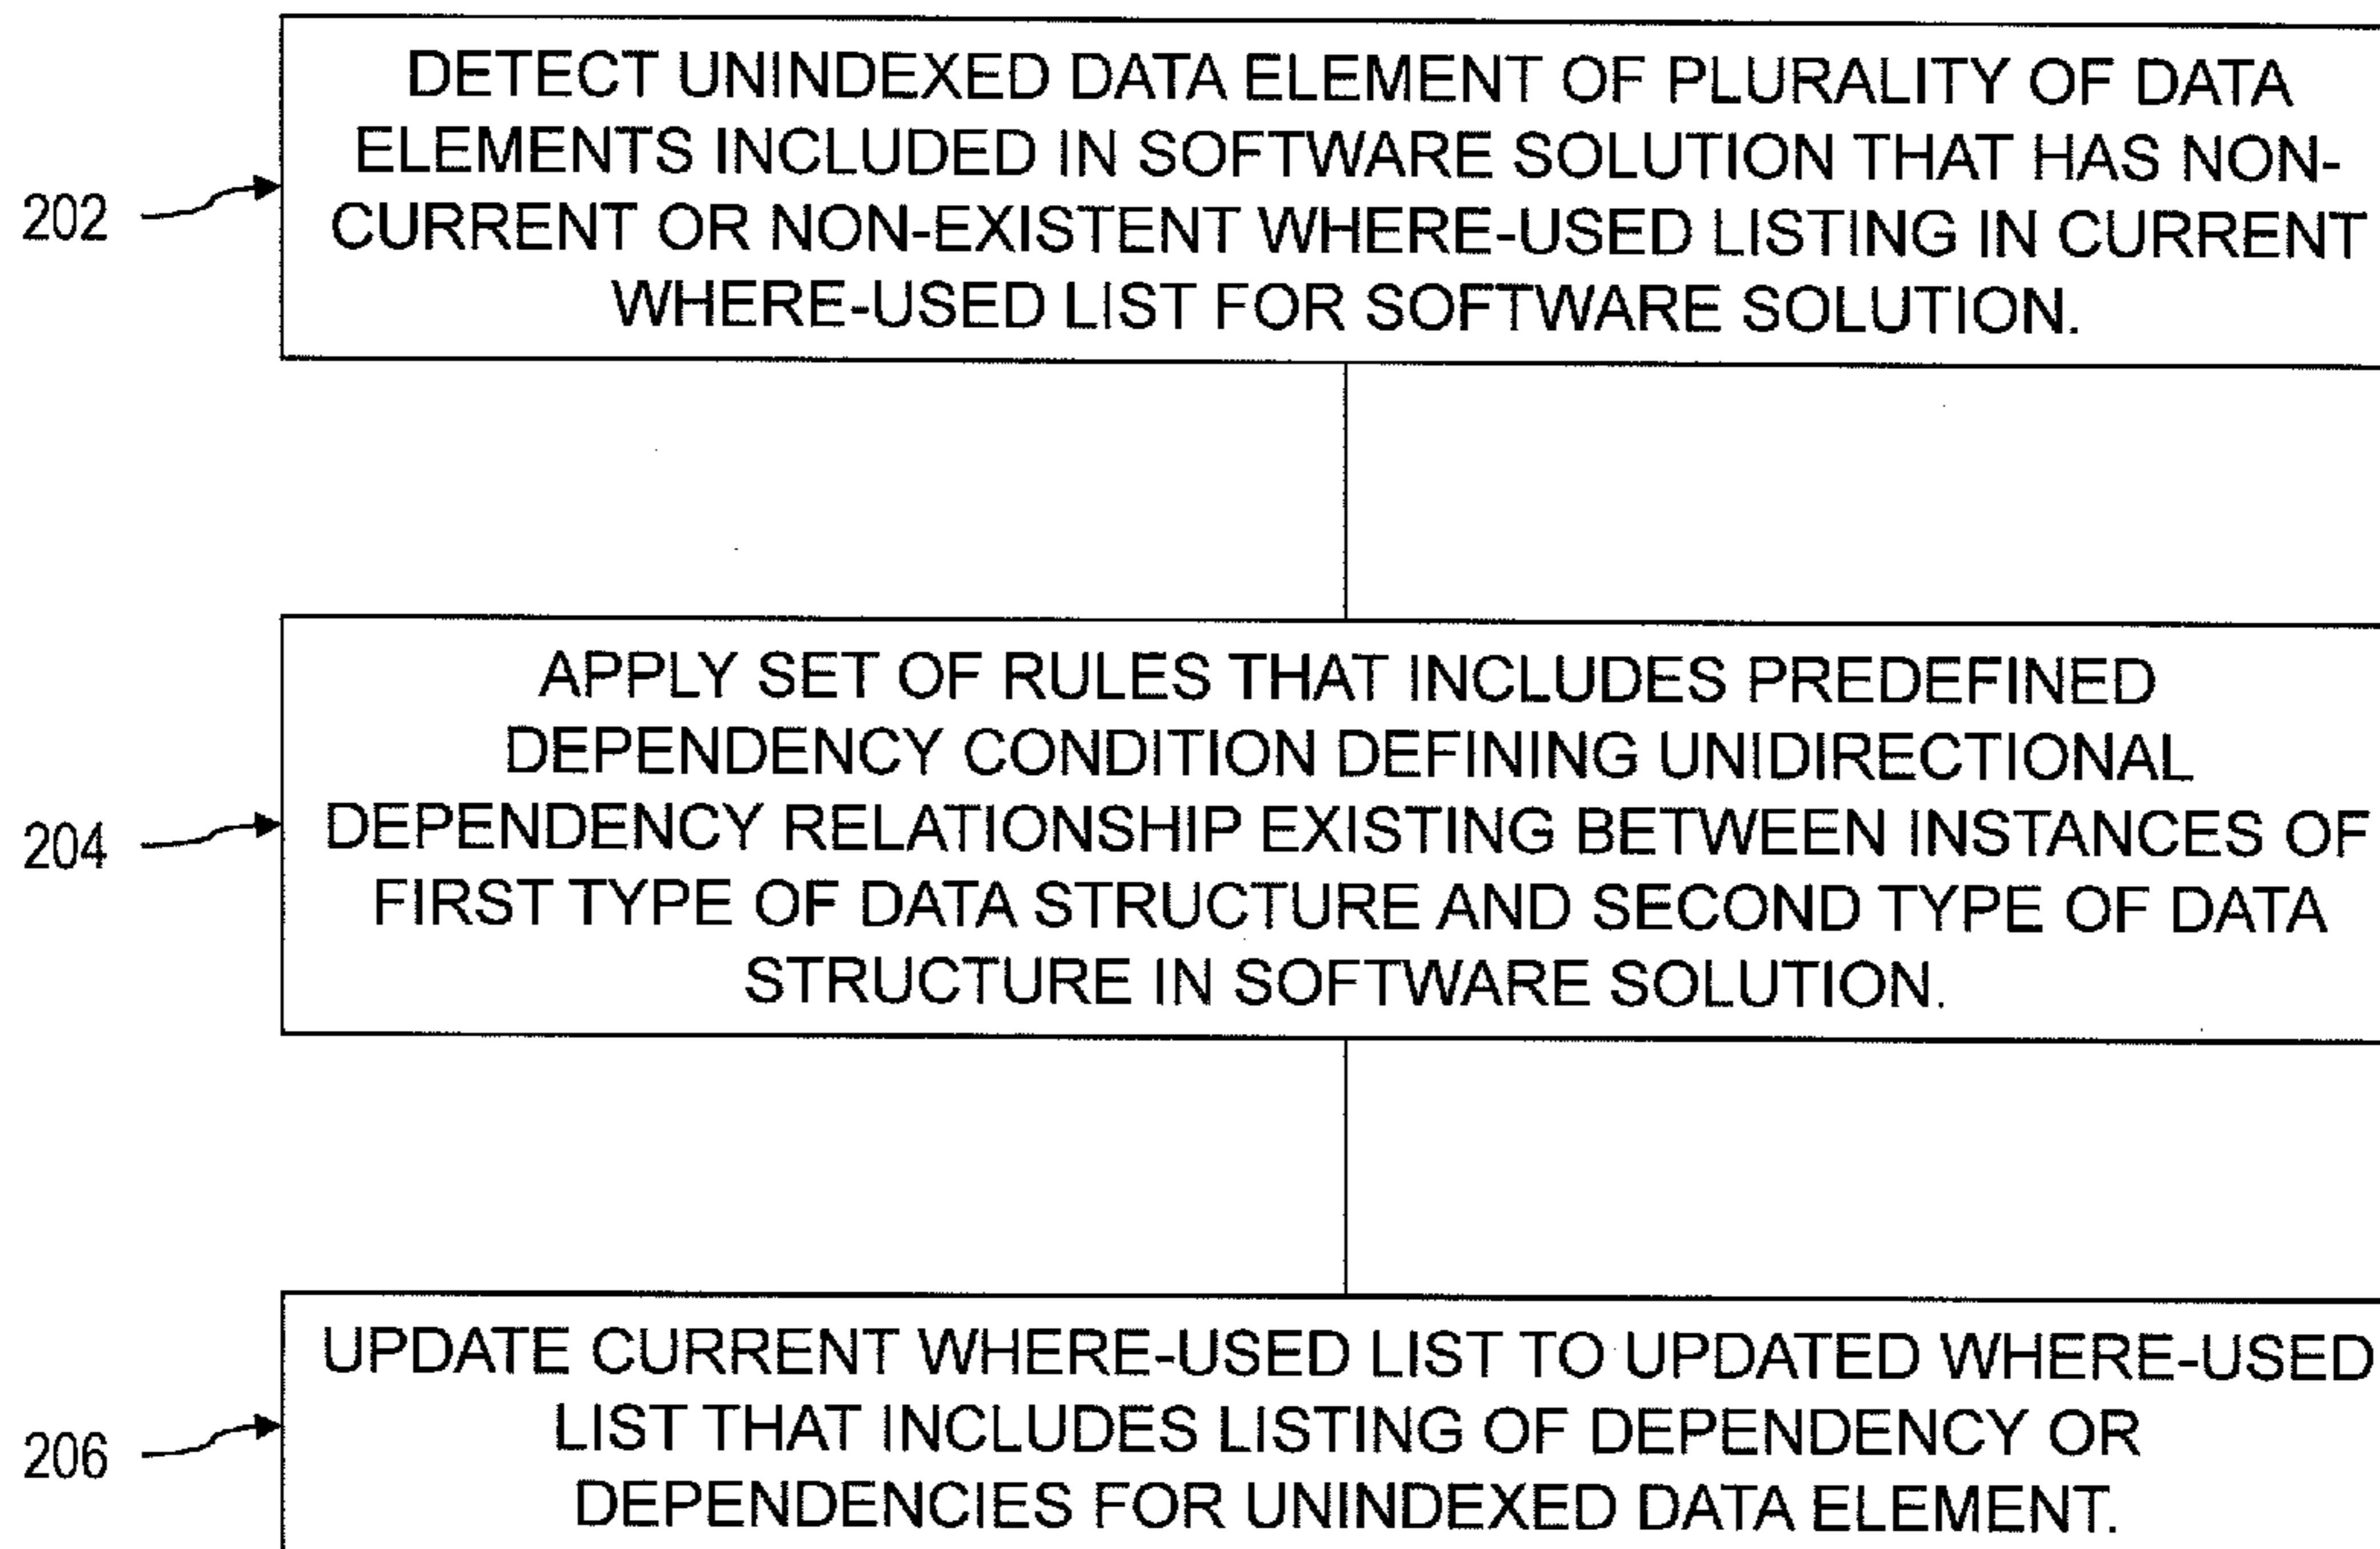 DETECT UNINDEXED DATA ELEMENT OF PLURALITY OF DATA
ELEMENTS INCLUDED IN SOFTWARE SOLUTION THAT HAS NON-
202
CURRENT OR NON-EXISTENT WHERE-USED LISTING IN CURRENT
WHERE-USED LIST FOR SOFTWARE SOLUTION.
APPLY SET OF RULES THAT INCLUDES PREDEFINED
DEPENDENCY CONDITION DEFINING UNIDIRECTIONAL
204
DEPENDENCY RELATIONSHIP EXISTING BETWEEN INSTANCES OF
FIRST TYPE OF DATA STRUCTURE AND SECOND TYPE OF DATA
STRUCTURE IN SOFTWARE SOLUTION.
UPDATE CURRENT WHERE-USED LIST TO UPDATED WHERE-USED
LIST THAT INCLUDES LISTING OF DEPENDENCY OR
206
DEPENDENCIES FOR UNINDEXED DATA ELEMENT.